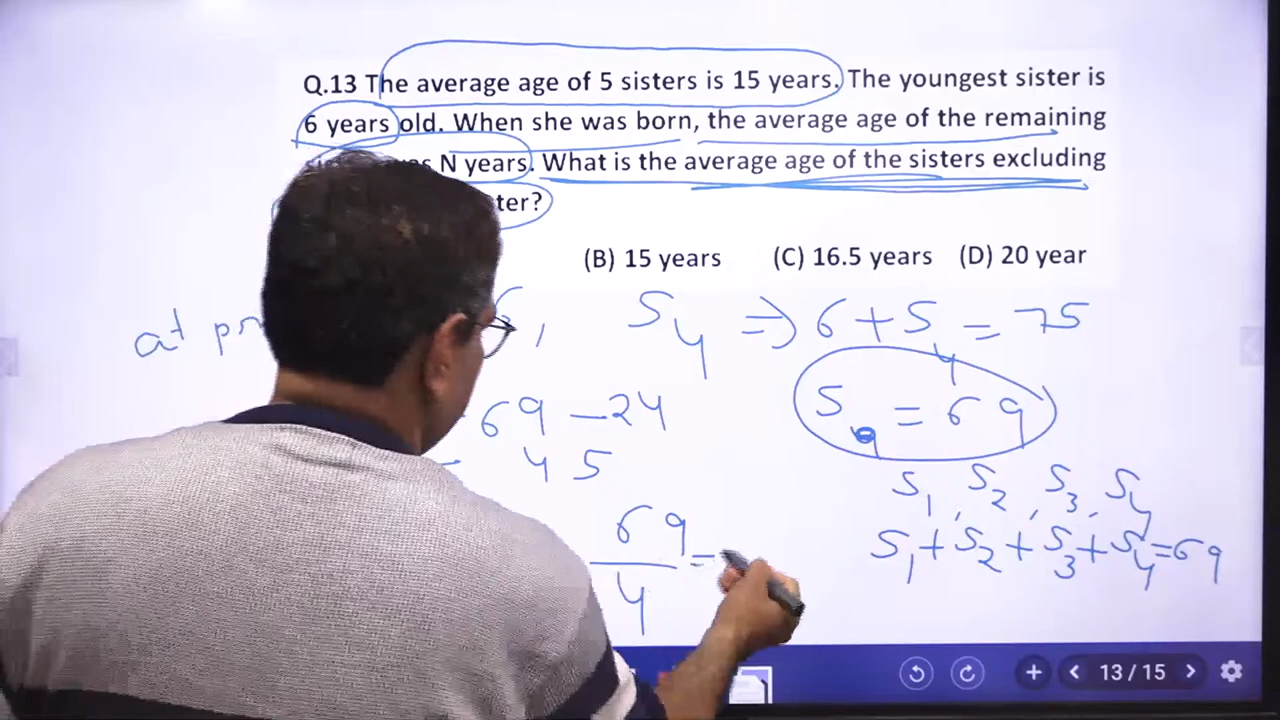 Q.13 The average age of 5 sisters is 15 years. The youngest sister is
6 years old. When she was born, the average age of the remaining
N years. What is the average age of the sisters excluding
(B) 15 years (C) 16.5 years (D) 20 year
at S4 => 6 + S4 = 75
69 - 24 S4 = 69
45 S1, S2, S3, S4
69/4 = S1 + S2 + S3 + S4 = 69
13 / 15